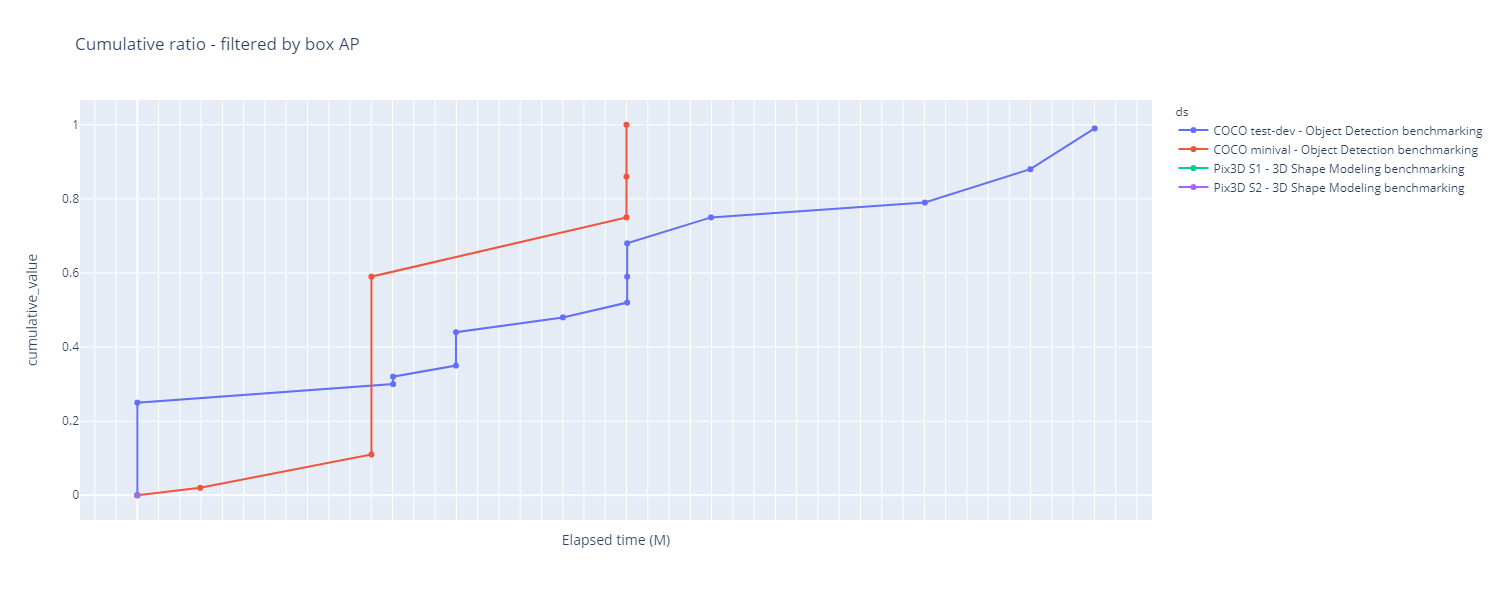 Cumulative ratio - filtered by box AP
1
0.8
0.6
0.4
0.2
0
cumulative_value
Elapsed time (M)
ds
COCO test-dev - Object Detection benchmarking
COCO minival - Object Detection benchmarking
Pix3D S1 - 3D Shape Modeling benchmarking
Pix3D S2 - 3D Shape Modeling benchmarking